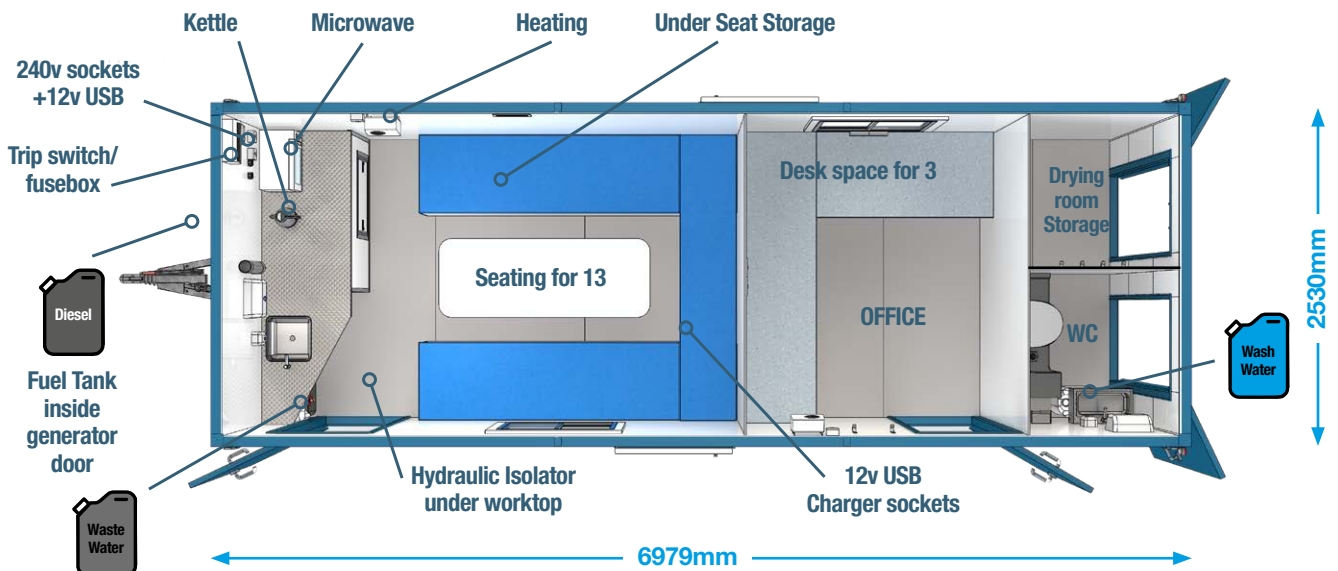 Kettle
Microwave
Heating
Under Seat Storage
240v sockets
+12v USB
Trip switch/
fusebox
Desk space for 3
Drying
room
Storage
Seating for 13
OFFICE
WC
2530mm
Diesel
Wash
Water
Fuel Tank
inside
generator
door
Hydraulic Isolator
under worktop
12v USB
Charger sockets
Waste
Water
6979mm